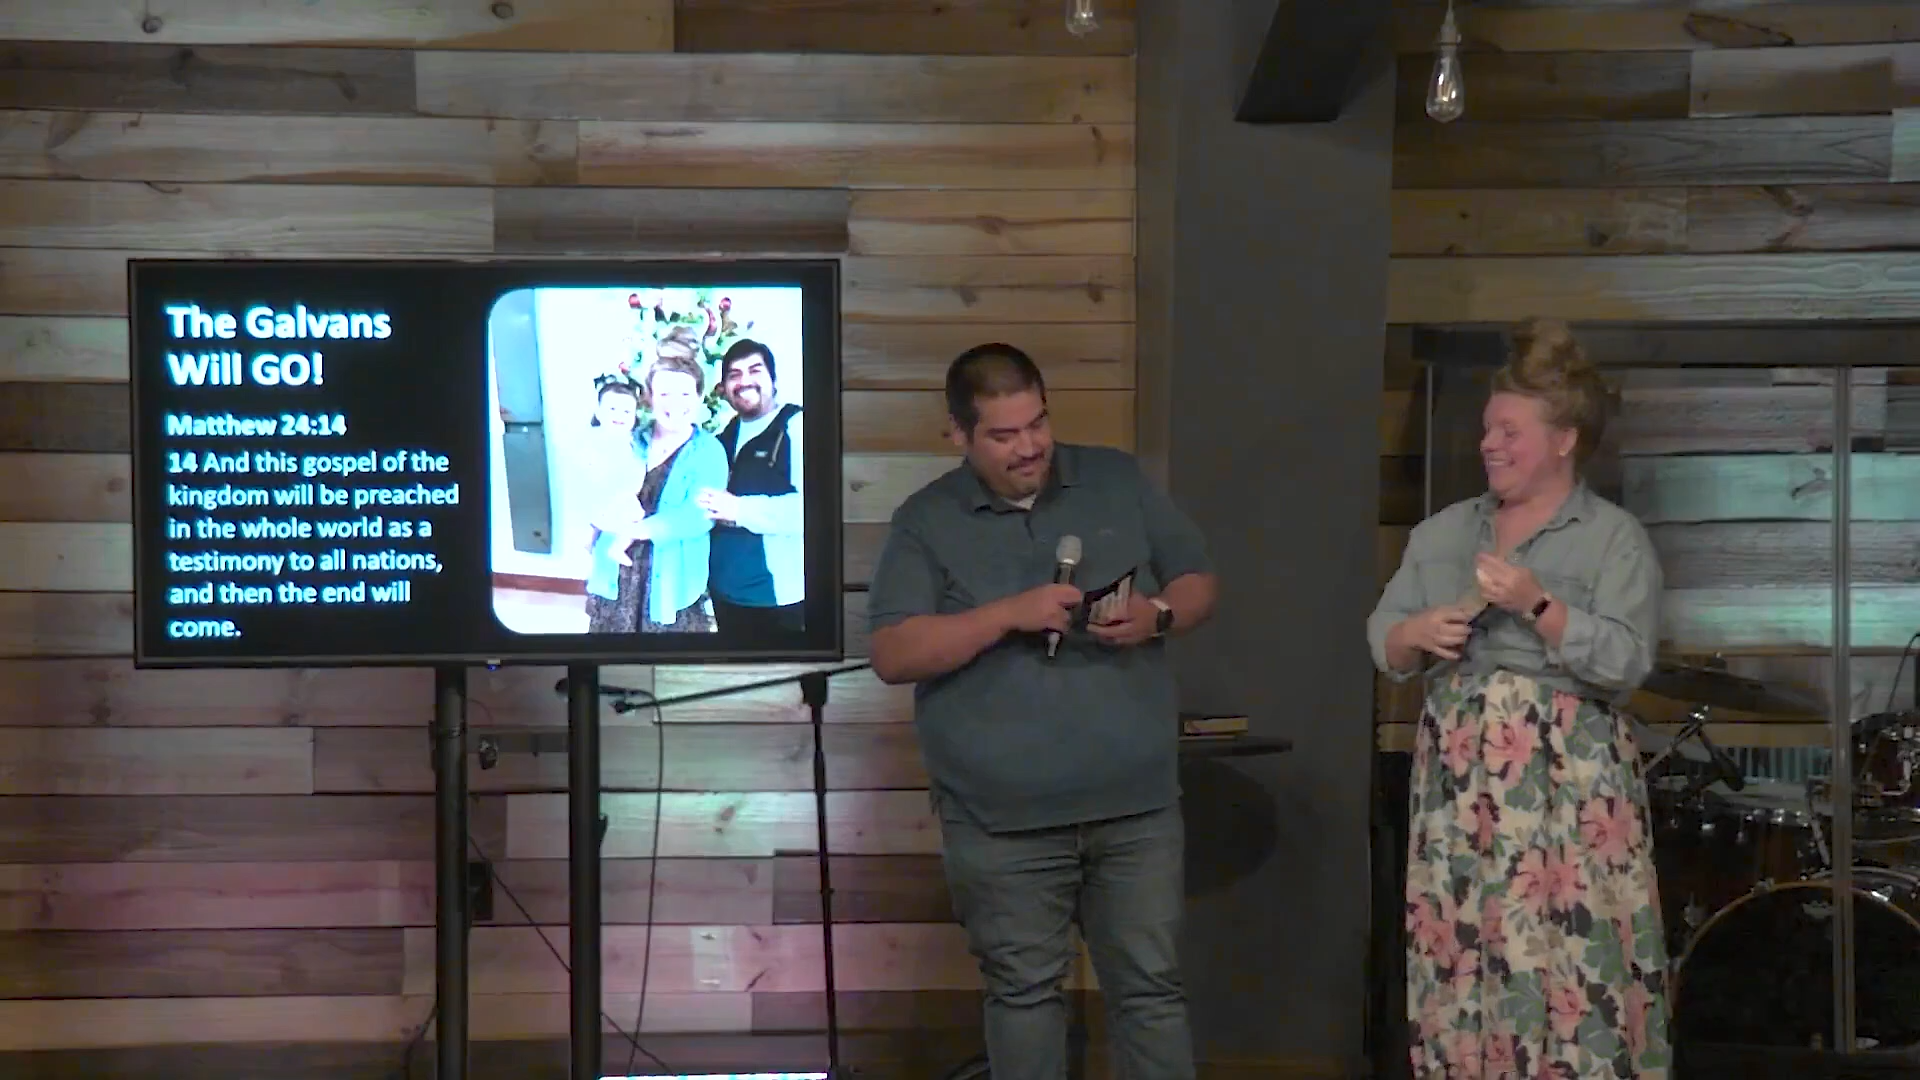 The Galvans
Will GO!
Matthew 24:14
14 And this gospel of the
kingdom will be preached
in the whole world as a
testimony to all nations,
and then the end will
come.